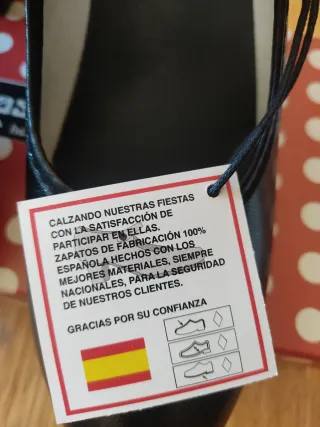 CALZANDO NUESTRAS FIESTAS
CON LA SATISFACCIÓN DE
PARTICIPAR EN ELLAS.
ZAPATOS DE FABRICACIÓN 100%
ESPAÑOLA HECHOS CON LOS
MEJORES MATERIALES, SIEMPRE
NACIONALES, PARA LA SEGURIDAD
DE NUESTROS CLIENTES.
GRACIAS POR SU CONFIANZA